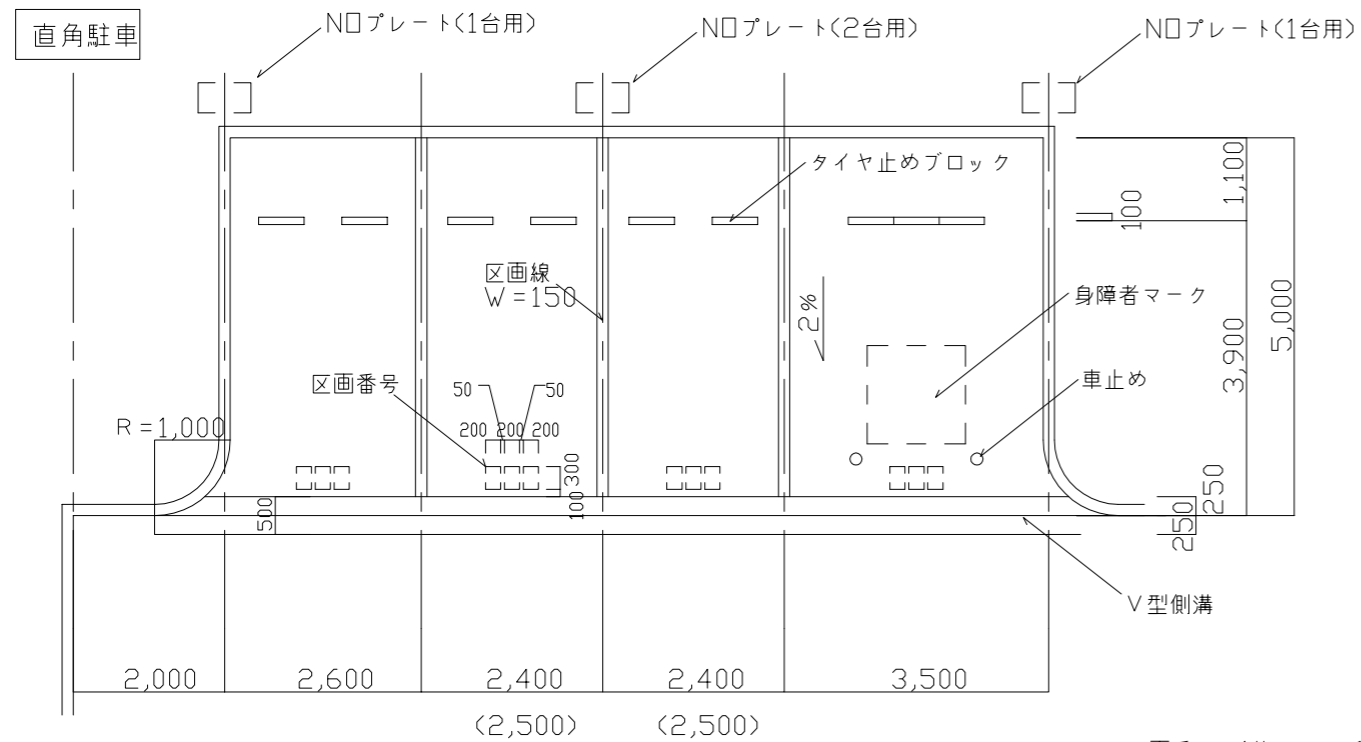 直角駐車
N□プレート(1台用)
N□プレート(2台用)
N□プレート(1台用)
タイヤ止めブロック
1,100
100
区画線
W=150
2%
身障者マーク
5,000
3,900
区画番号
50
50
車止め
R=1,000
200
200
200
300
100
500
250
250
V型側溝
2,000
2,600
2,400
2,400
3,500
(2,500)
(2,500)